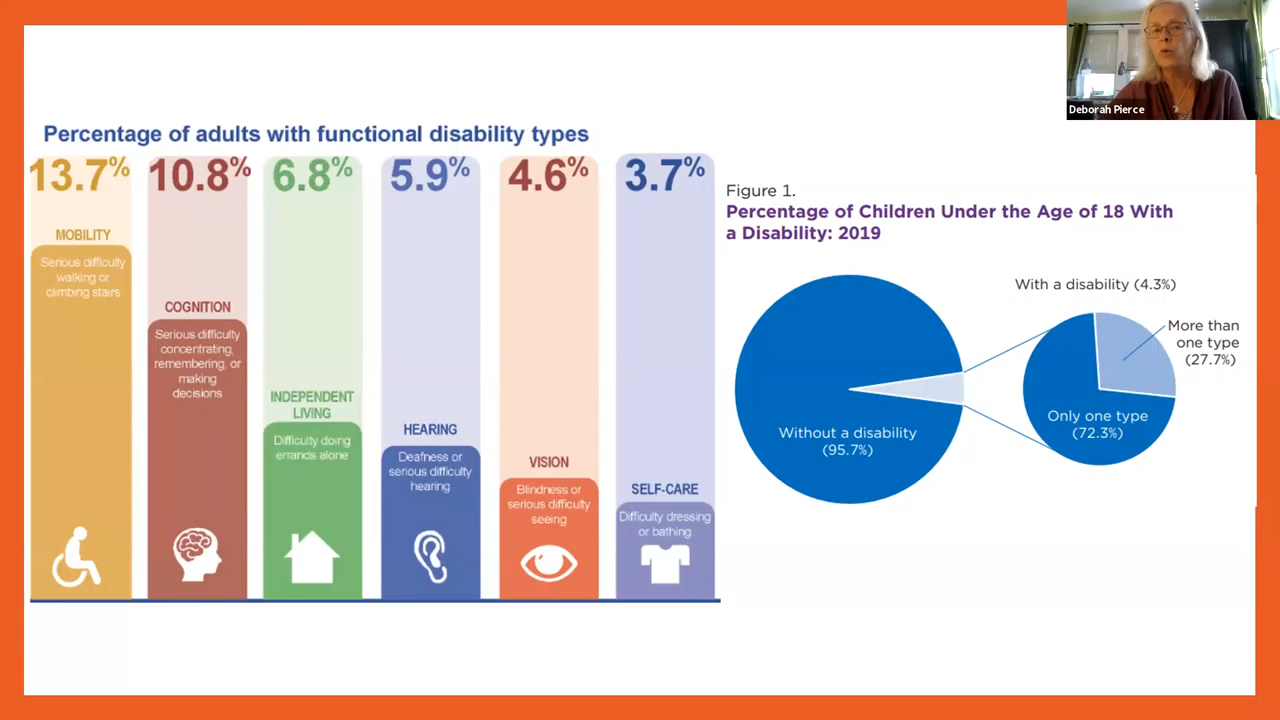 Deborah Pierce
Percentage of adults with functional disability types
13.7%
MOBILITY
Serious difficulty
walking or
climbing stairs
10.8%
COGNITION
Serious difficulty
concentrating,
remembering, or
making
decisions
6.8%
INDEPENDENT
LIVING
Difficulty doing
errands alone
5.9%
HEARING
Deafness or
serious difficulty
hearing
4.6%
VISION
Blindness or
serious difficulty
seeing
3.7%
SELF-CARE
Difficulty dressing
or bathing
Figure 1.
Percentage of Children Under the Age of 18 With
a Disability: 2019
Without a disability
(95.7%)
With a disability (4.3%)
More than
one type
(27.7%)
Only one type
(72.3%)